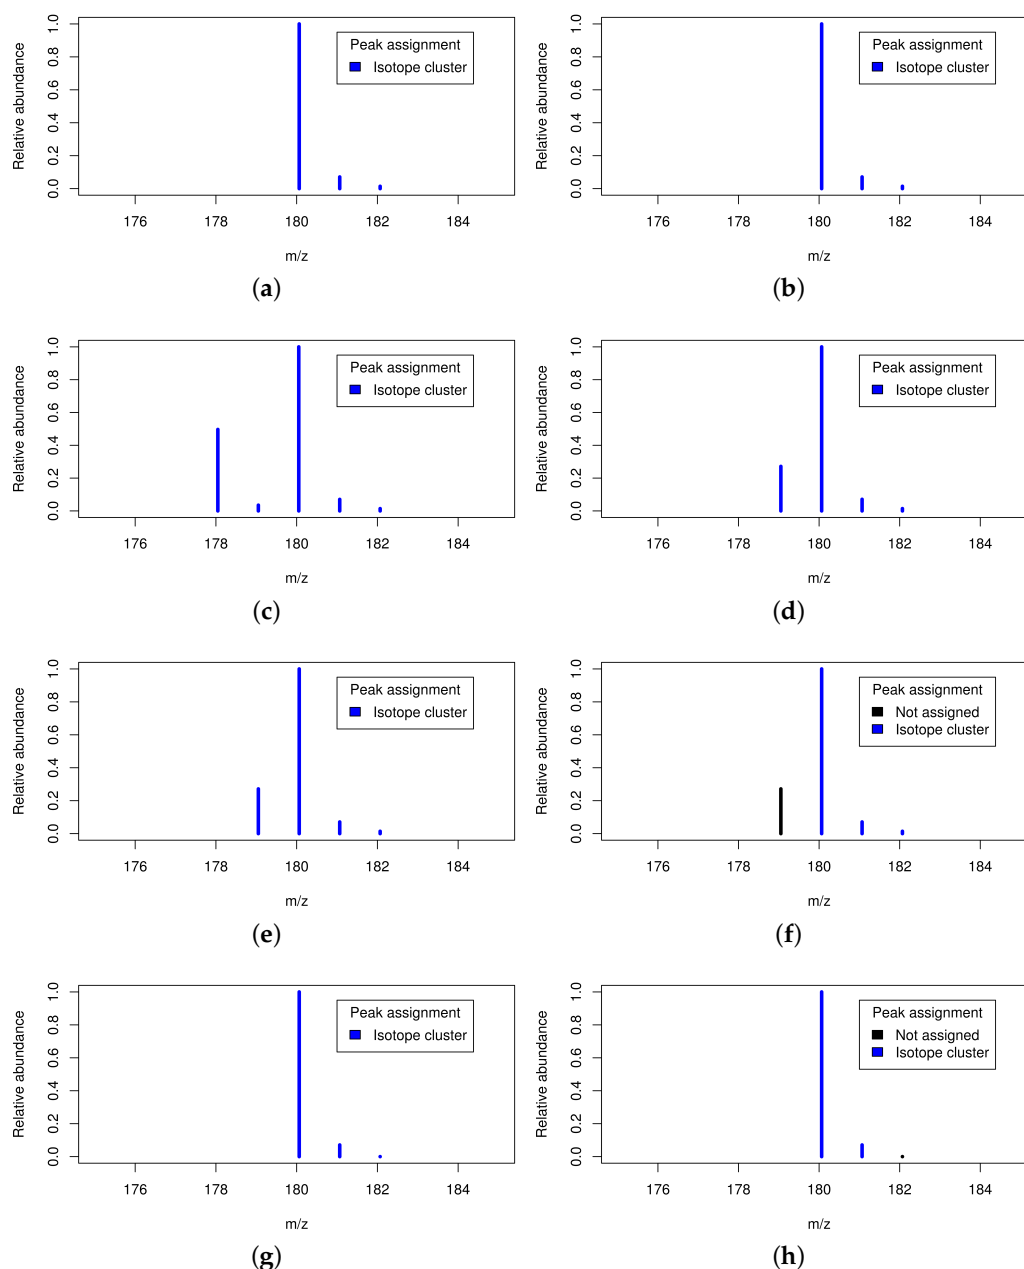 Relative abundance
0.0 0.2 0.4 0.6 0.8 1.0
Peak assignment
Isotope cluster
176 178 180 182 184
m/z
(a)
Relative abundance
0.0 0.2 0.4 0.6 0.8 1.0
Peak assignment
Isotope cluster
176 178 180 182 184
m/z
(b)
Relative abundance
0.0 0.2 0.4 0.6 0.8 1.0
Peak assignment
Isotope cluster
176 178 180 182 184
m/z
(c)
Relative abundance
0.0 0.2 0.4 0.6 0.8 1.0
Peak assignment
Isotope cluster
176 178 180 182 184
m/z
(d)
Relative abundance
0.0 0.2 0.4 0.6 0.8 1.0
Peak assignment
Isotope cluster
176 178 180 182 184
m/z
(e)
Relative abundance
0.0 0.2 0.4 0.6 0.8 1.0
Peak assignment
Not assigned
Isotope cluster
176 178 180 182 184
m/z
(f)
Relative abundance
0.0 0.2 0.4 0.6 0.8 1.0
Peak assignment
Isotope cluster
176 178 180 182 184
m/z
(g)
Relative abundance
0.0 0.2 0.4 0.6 0.8 1.0
Peak assignment
Not assigned
Isotope cluster
176 178 180 182 184
m/z
(h)